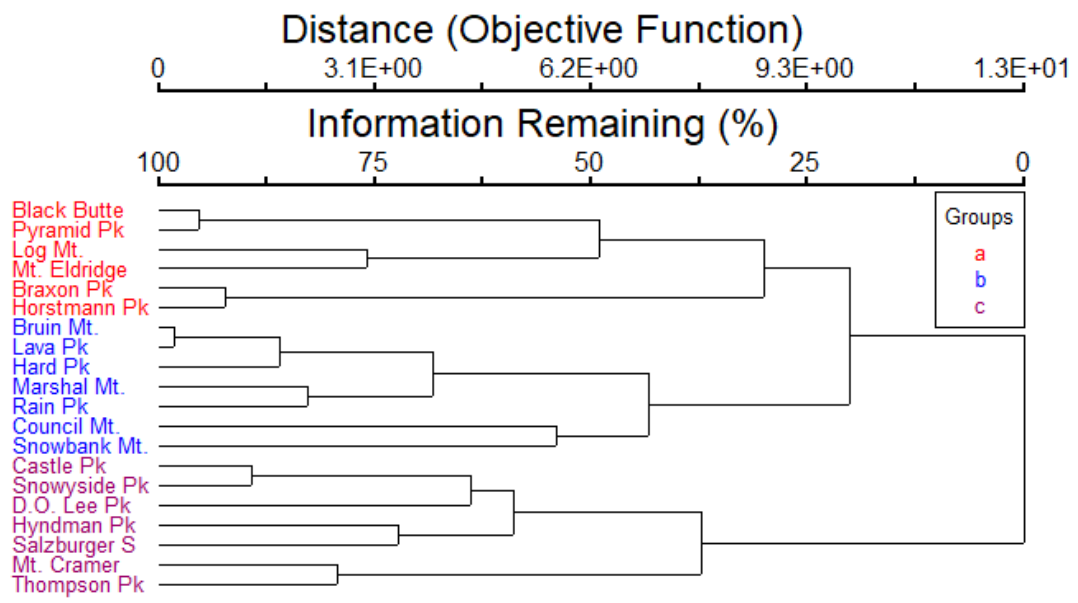 Distance (Objective Function)
0 3.1E+00 6.2E+00 9.3E+00 1.3E+01
Information Remaining (%)
100 75 50 25 0
Black Butte
Pyramid Pk
Log Mt.
Mt. Eldridge
Braxon Pk
Horstmann Pk
Bruin Mt.
Lava Pk
Hard Pk
Marshal Mt.
Rain Pk
Council Mt.
Snowbank Mt.
Castle Pk
Snowyside Pk
D.O. Lee Pk
Hyndman Pk
Salzburger S
Mt. Cramer
Thompson Pk
Groups
a
b
c